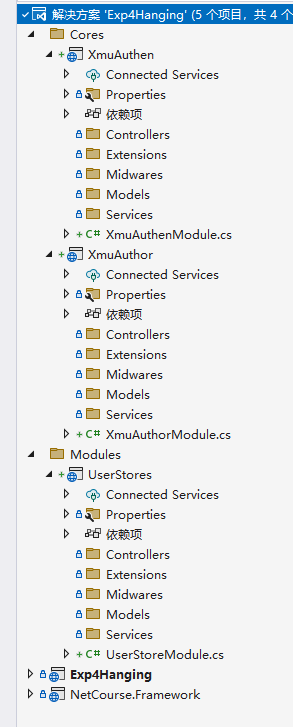 解决方案 'Exp4Hanging' (5 个项目，共 4 个
Cores
XmuAuthen
Connected Services
Properties
依赖项
Controllers
Extensions
Midwares
Models
Services
C# XmuAuthenModule.cs
XmuAuthor
Connected Services
Properties
依赖项
Controllers
Extensions
Midwares
Models
Services
C# XmuAuthorModule.cs
Modules
UserStores
Connected Services
Properties
依赖项
Controllers
Extensions
Midwares
Models
Services
C# UserStoreModule.cs
Exp4Hanging
NetCourse.Framework